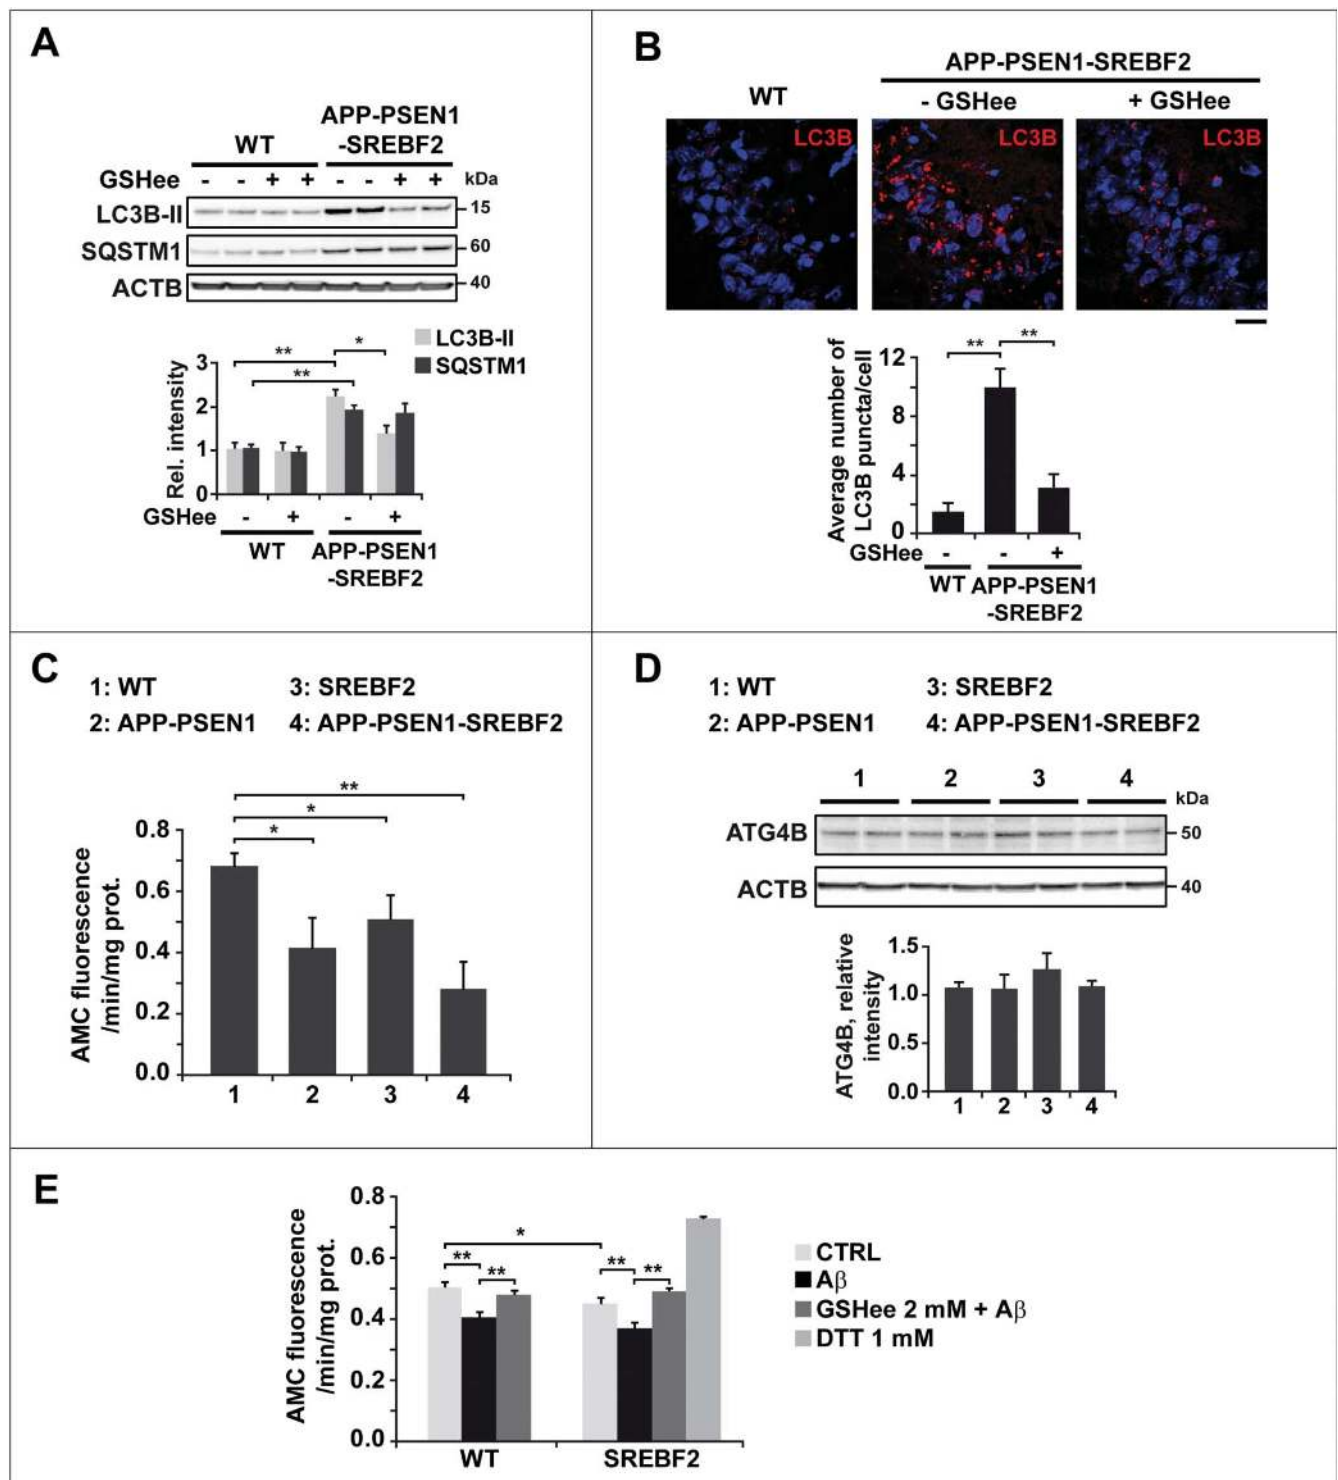 A
APP-PSEN1
WT -SREBF2
GSHee - - + + - - + + kDa
LC3B-II 15
SQSTM1 60
ACTB 40
LC3B-II
SQSTM1
** *
**
Rel. intensity
3
2
1
0
GSHee - + - +
WT APP-PSEN1
-SREBF2
B
APP-PSEN1-SREBF2
WT - GSHee + GSHee
LC3B LC3B LC3B
** **
Average number of
LC3B puncta/cell
12
8
4
0
GSHee - - +
WT APP-PSEN1
-SREBF2
C
1: WT 3: SREBF2
2: APP-PSEN1 4: APP-PSEN1-SREBF2
**
*
*
AMC fluorescence
/min/mg prot.
0.8
0.6
0.4
0.2
0.0
1 2 3 4
D
1: WT 3: SREBF2
2: APP-PSEN1 4: APP-PSEN1-SREBF2
1 2 3 4
kDa
ATG4B 50
ACTB 40
ATG4B, relative
intensity
1.5
1.0
0.5
0.0
1 2 3 4
E
AMC fluorescence
/min/mg prot.
0.8
0.6
0.4
0.2
0.0
*
** ** ** **
WT SREBF2
CTRL
Aβ
GSHee 2 mM + Aβ
DTT 1 mM